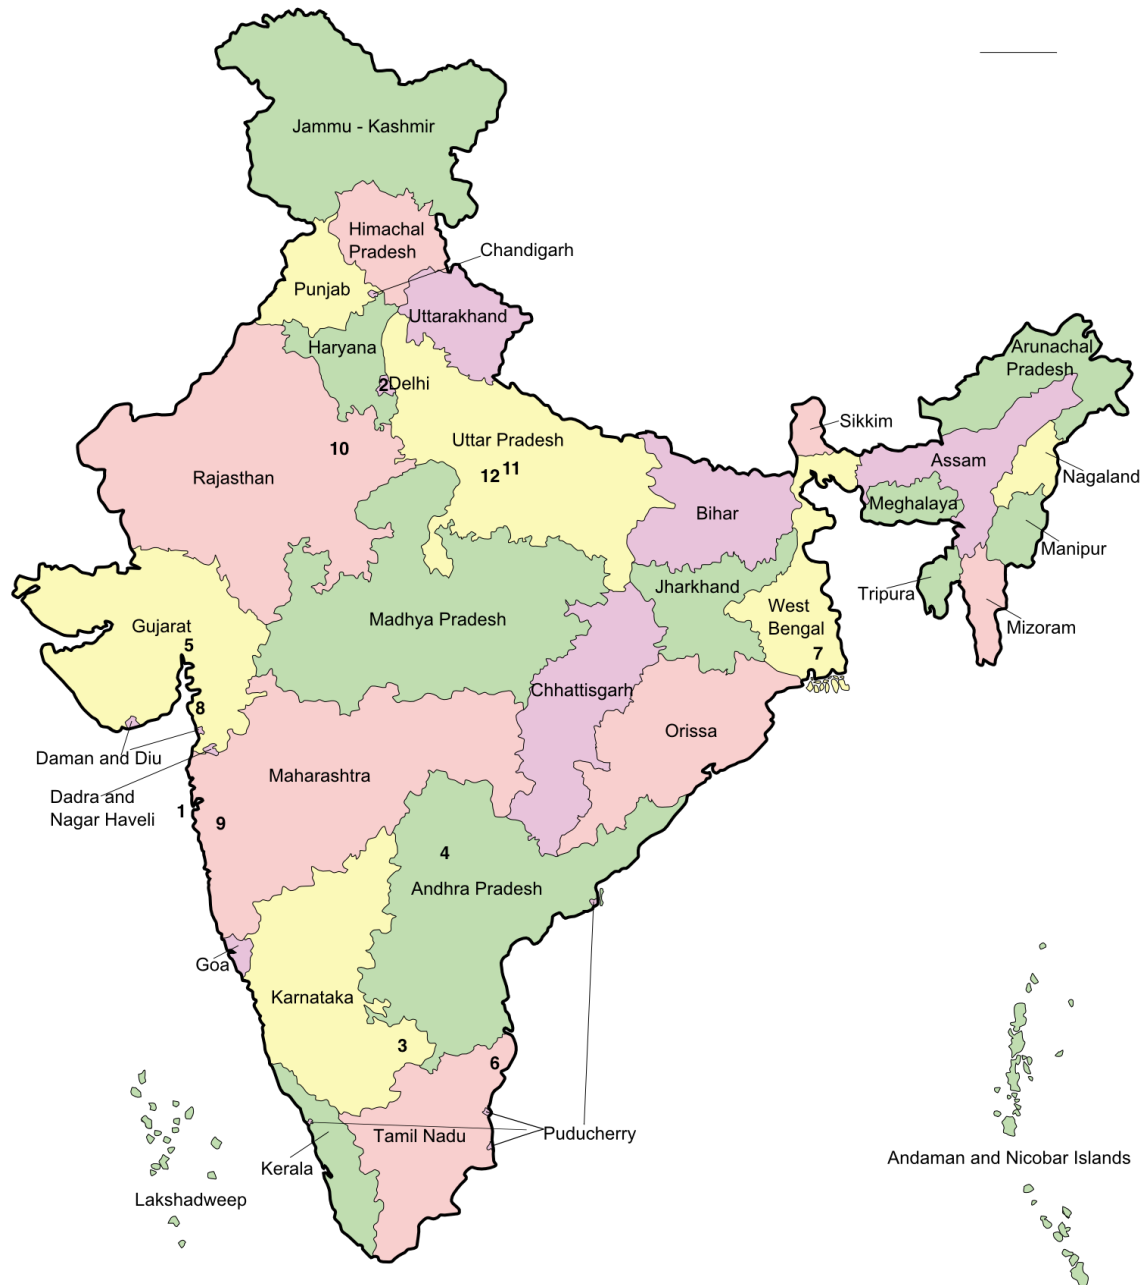 Jammu - Kashmir
Himachal
Pradesh
Chandigarh
Punjab
Uttarakhand
Haryana
Arunachal
Pradesh
2
Delhi
Sikkim
10
Uttar Pradesh
12
11
Rajasthan
Assam
Nagaland
Meghalaya
Bihar
Manipur
Jharkhand
Tripura
West
Bengal
Mizoram
Gujarat
5
Madhya Pradesh
7
8
Chhattisgarh
Orissa
Daman and Diu
Maharashtra
Dadra and
Nagar Haveli
1
9
4
Andhra Pradesh
Goa
Karnataka
3
6
Tamil Nadu
Puducherry
Kerala
Andaman and Nicobar Islands
Lakshadweep